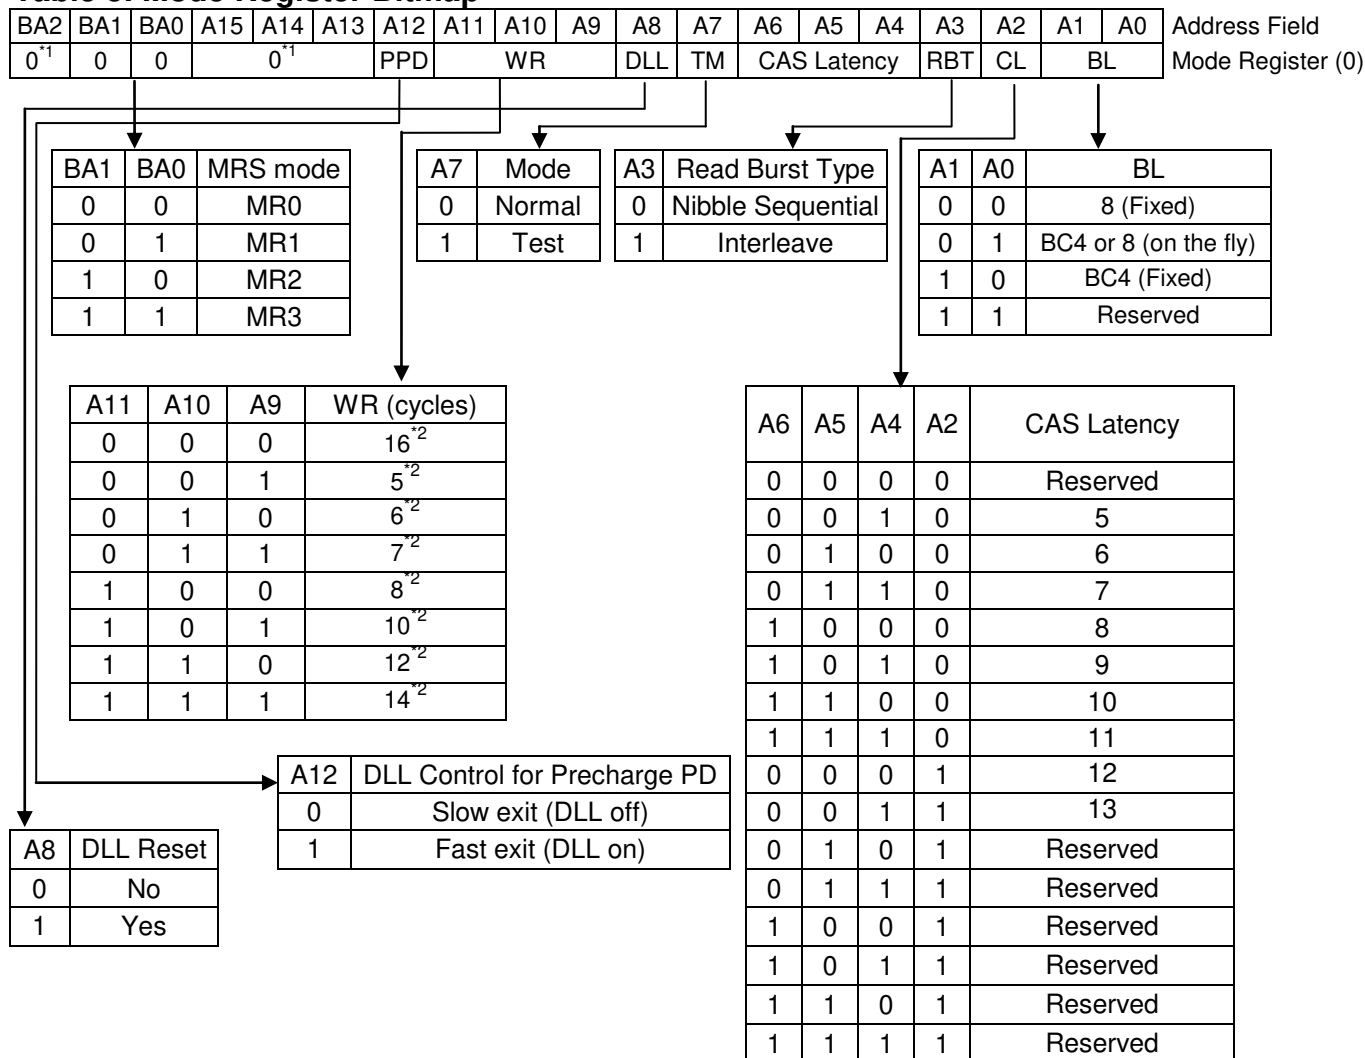 BA2 BA1 BA0 A15 A14 A13 A12 A11 A10 A9 A8 A7 A6 A5 A4 A3 A2 A1 A0 Address Field
0*1 0 0 0*1 PPD WR DLL TM CAS Latency RBT CL BL Mode Register (0)
BA1 BA0 MRS mode
0 0 MR0
0 1 MR1
1 0 MR2
1 1 MR3
A7 Mode
0 Normal
1 Test
A3 Read Burst Type
0 Nibble Sequential
1 Interleave
A1 A0 BL
0 0 8 (Fixed)
0 1 BC4 or 8 (on the fly)
1 0 BC4 (Fixed)
1 1 Reserved
A11 A10 A9 WR (cycles)
0 0 0 16*2
0 0 1 5*2
0 1 0 6*2
0 1 1 7*2
1 0 0 8*2
1 0 1 10*2
1 1 0 12*2
1 1 1 14*2
A6 A5 A4 A2 CAS Latency
0 0 0 0 Reserved
0 0 1 0 5
0 1 0 0 6
0 1 1 0 7
1 0 0 0 8
1 0 1 0 9
1 1 0 0 10
1 1 1 0 11
0 0 0 1 12
0 0 1 1 13
0 1 0 1 Reserved
0 1 1 1 Reserved
1 0 0 1 Reserved
1 0 1 1 Reserved
1 1 0 1 Reserved
1 1 1 1 Reserved
A12 DLL Control for Precharge PD
0 Slow exit (DLL off)
1 Fast exit (DLL on)
A8 DLL Reset
0 No
1 Yes